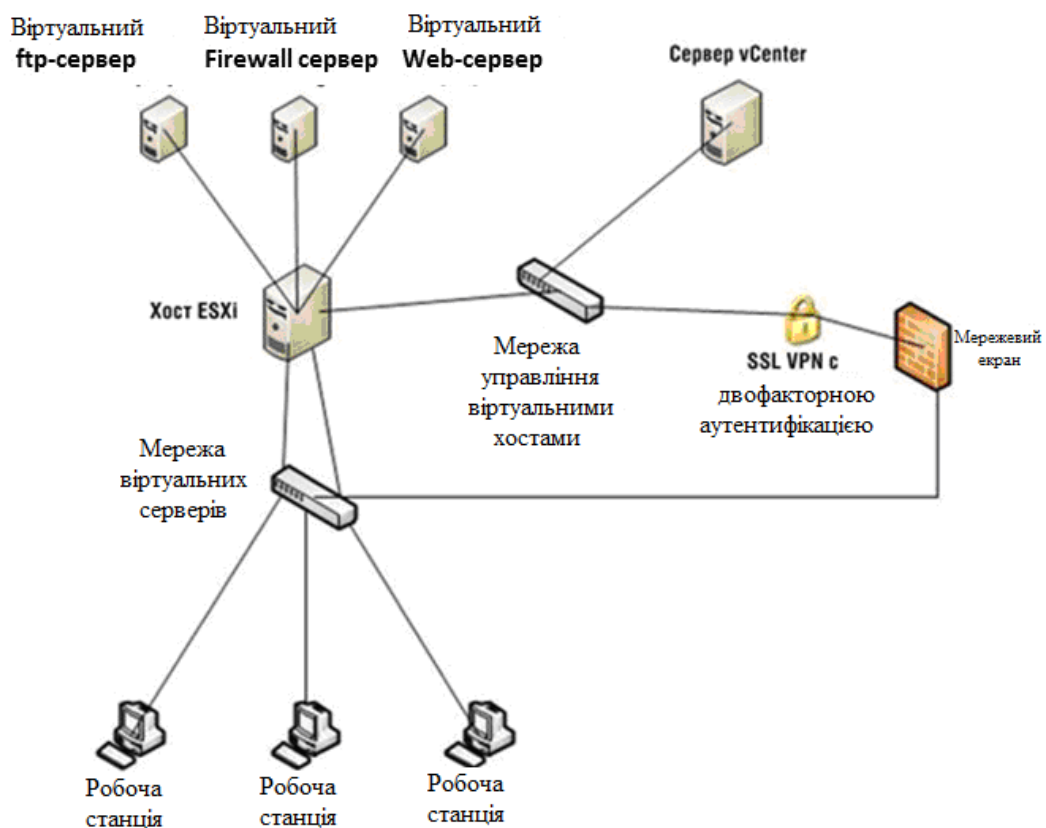 Віртуальний
ftp-сервер
Віртуальний
Firewall сервер
Віртуальний
Web-сервер
Сервер vCenter
Хост ESXi
Мережа
управління
віртуальними
хостами
SSL VPN с
двофакторною
аутентифікацією
Мережевий
екран
Мережа
віртуальних
серверів
Робоча
станція
Робоча
станція
Робоча
станція